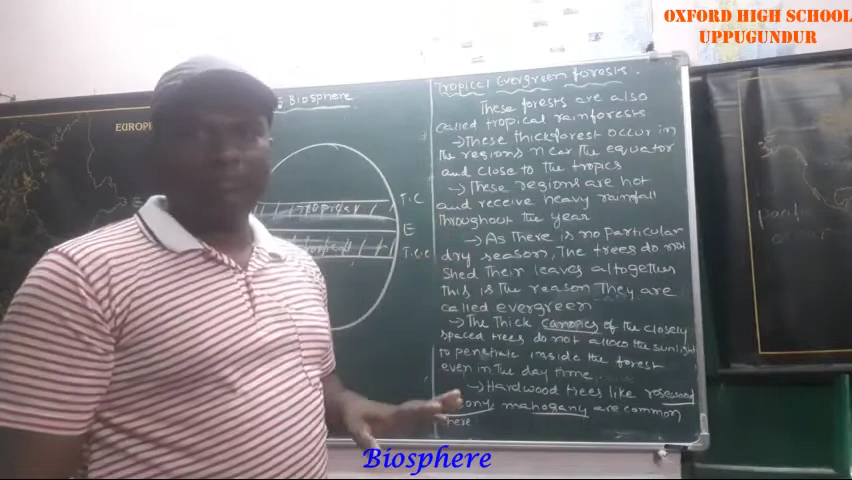 OXFORD HIGH SCHOOL
UPPUGUNDUR
EUROPE
Biosphere
T.C
E
T.C.C
Tropical Evergreen forests.
These forests are also
called tropical rainforests
→These thick forest occur in
the regions near the equator
and close to the tropics
→These regions are hot
and receive heavy rainfall
throughout the year
→As There is no particular
dry season, The trees do not
shed their leaves altogether
this is the reason They are
called evergreen
→The thick canopies of the closely
spaced trees do not allow the sunlight
to penetrate inside the forest
even in the day time.
→Hardwood trees like rosewood
mahogany are common
here
pacific
Biosphere